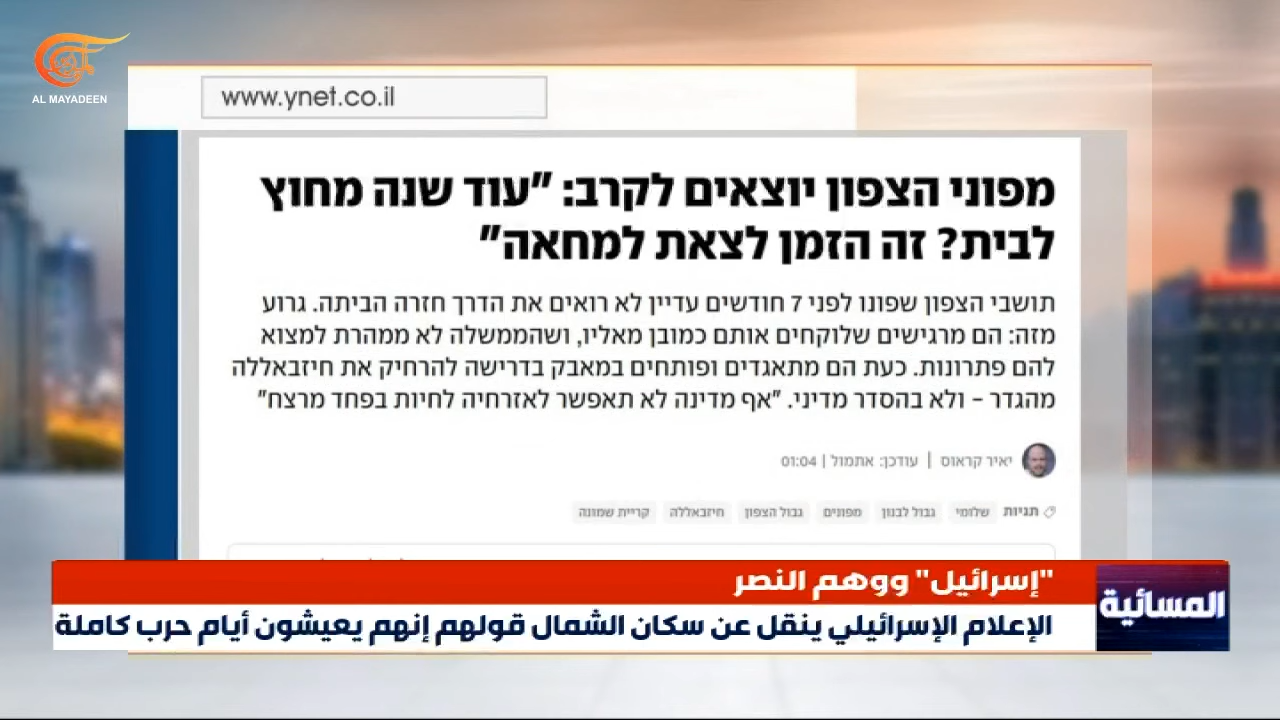 AL MAYADEEN
www.ynet.co.il
מפוני הצפון יוצאים לקרב: "עוד שנה מחוץ
לבית? זה הזמן לצאת למחאה"
תושבי הצפון שפונו לפני 7 חודשים עדיין לא רואים את הדרך חזרה הביתה. גרוע
מזה: הם מרגישים שלוקחים אותם כמובן מאליו, ושהממשלה לא ממהרת למצוא
להם פתרונות. כעת הם מתאגדים ופותחים במאבק בדרישה להרחיק את חיזבאללה
מהגדר – ולא בהסדר מדיני. "אף מדינה לא תאפשר לאזרחיה לחיות בפחד מרצח"
יאיר קראוס | עודכן: אתמול | 01:04
תגיות שלומי גבול לבנון מפונים גבול הצפון חיזבאללה קריית שמונה
"إسرائيل" ووهم النصر
المسائية
الإعلام الإسرائيلي ينقل عن سكان الشمال قولهم إنهم يعيشون أيام حرب كاملة